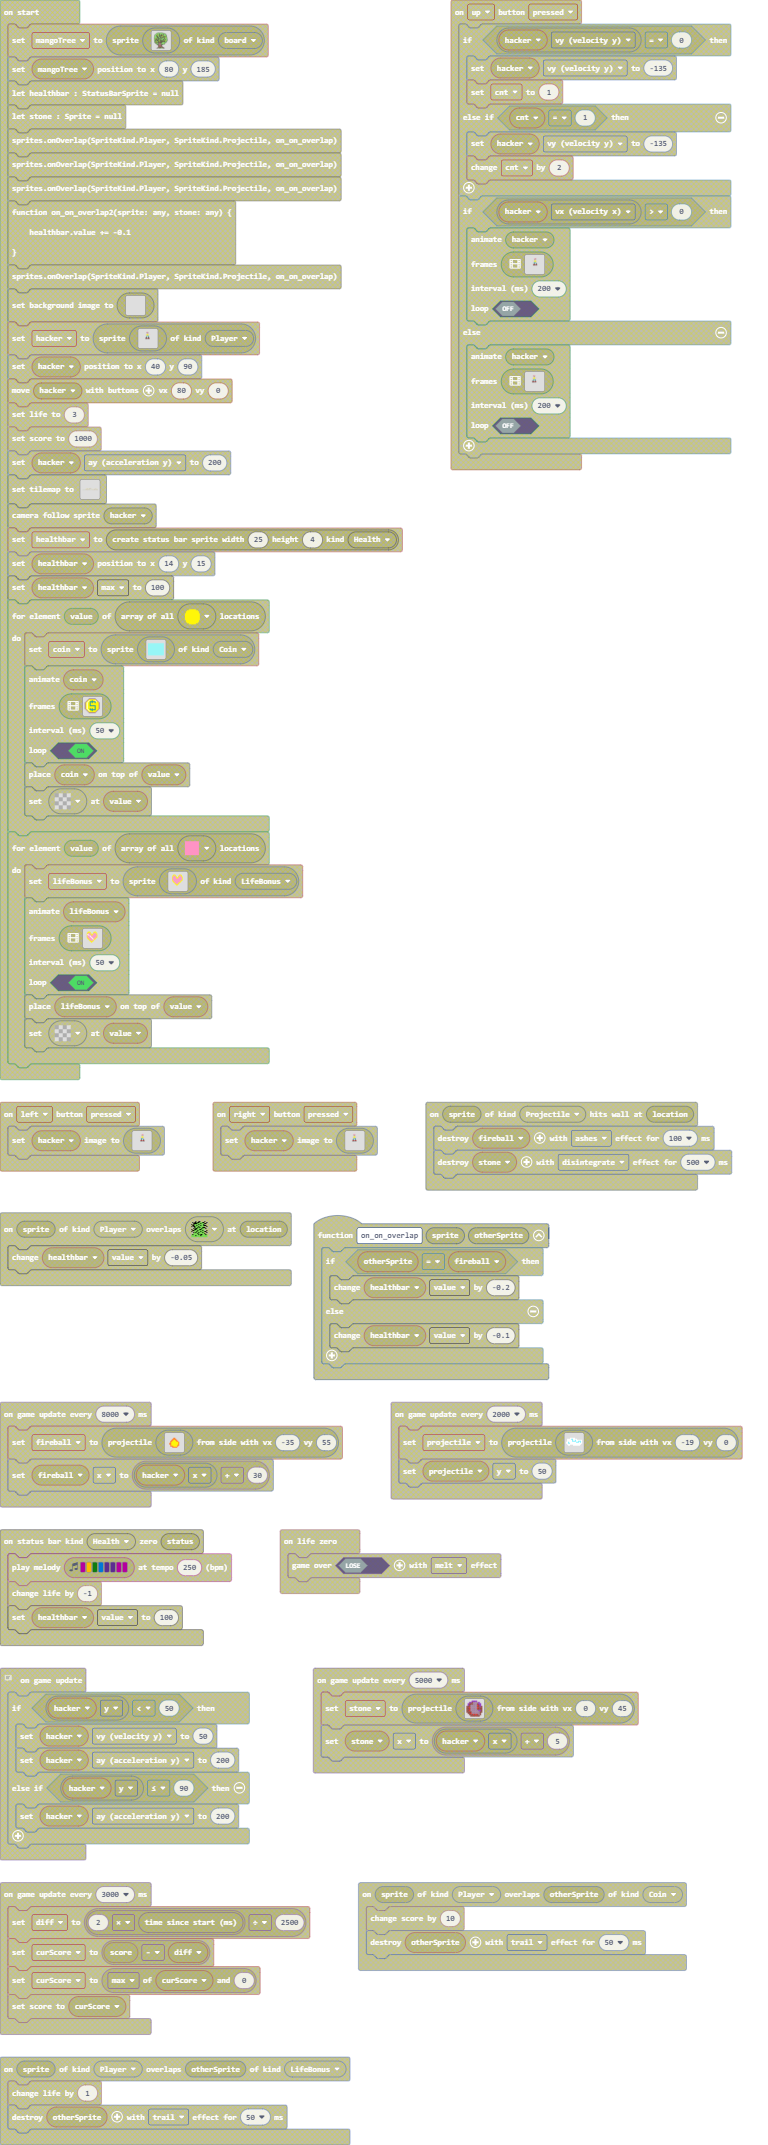 on start
set mangoTree to sprite of kind board
set mangoTree position to x 80 y 185
let healthbar : StatusBarSprite = null
let stone : Sprite = null
sprites.onOverlap(SpriteKind.Player, SpriteKind.Projectile, on_on_overlap)
sprites.onOverlap(SpriteKind.Player, SpriteKind.Projectile, on_on_overlap)
sprites.onOverlap(SpriteKind.Player, SpriteKind.Projectile, on_on_overlap)
function on_on_overlap2(sprite: any, stone: any) {
healthbar.value += -0.1
}
sprites.onOverlap(SpriteKind.Player, SpriteKind.Projectile, on_on_overlap)
set background image to
set hacker to sprite of kind Player
set hacker position to x 40 y 90
move hacker with buttons vx 80 vy 0
set life to 3
set score to 1000
set hacker ay (acceleration y) to 200
set tilemap to
camera follow sprite hacker
set healthbar to create status bar sprite width 25 height 4 kind Health
set healthbar position to x 14 y 15
set healthbar max to 100
for element value of array of all locations
do
set coin to sprite of kind Coin
animate coin
frames
interval (ms) 50
loop ON
place coin on top of value
set at value
for element value of array of all locations
do
set lifeBonus to sprite of kind LifeBonus
animate lifeBonus
frames
interval (ms) 50
loop ON
place lifeBonus on top of value
set at value
on up button pressed
if hacker vy (velocity y) = 0 then
set hacker vy (velocity y) to -135
set cnt to 1
else if cnt = 1 then
set hacker vy (velocity y) to -135
change cnt by 2
if hacker vx (velocity x) > 0 then
animate hacker
frames
interval (ms) 200
loop OFF
else
animate hacker
frames
interval (ms) 200
loop OFF
on left button pressed
set hacker image to
on right button pressed
set hacker image to
on sprite of kind Projectile hits wall at location
destroy fireball with ashes effect for 100 ms
destroy stone with disintegrate effect for 500 ms
on sprite of kind Player overlaps at location
change healthbar value by -0.05
function on_on_overlap sprite otherSprite
if otherSprite = fireball then
change healthbar value by -0.2
else
change healthbar value by -0.1
on game update every 8000 ms
set fireball to projectile from side with vx -35 vy 55
set fireball x to hacker x + 30
on game update every 2000 ms
set projectile to projectile from side with vx -19 vy 0
set projectile y to 50
on status bar kind Health zero status
play melody at tempo 250 (bpm)
change life by -1
set healthbar value to 100
on life zero
game over LOSE with melt effect
on game update
if hacker y < 50 then
set hacker vy (velocity y) to 50
set hacker ay (acceleration y) to 200
else if hacker y ≤ 90 then
set hacker ay (acceleration y) to 200
on game update every 5000 ms
set stone to projectile from side with vx 0 vy 45
set stone x to hacker x + 5
on game update every 3000 ms
set diff to 2 × time since start (ms) ÷ 2500
set curScore to score - diff
set curScore to max of curScore and 0
set score to curScore
on sprite of kind Player overlaps otherSprite of kind Coin
change score by 10
destroy otherSprite with trail effect for 50 ms
on sprite of kind Player overlaps otherSprite of kind LifeBonus
change life by 1
destroy otherSprite with trail effect for 50 ms